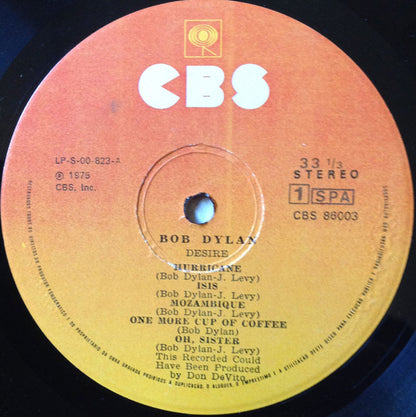 CBS
LP-S-00-823-A
℗ 1975
CBS, Inc.
33 1/3
STEREO
1 SPA
CBS 86003
BOB DYLAN
DESIRE
HURRICANE
(Bob Dylan-J. Levy)
ISIS
(Bob Dylan-J. Levy)
MOZAMBIQUE
(Bob Dylan-J. Levy)
ONE MORE CUP OF COFFEE
(Bob Dylan)
OH, SISTER
(Bob Dylan-J. Levy)
This Recorded Could
Have Been Produced
by Don DeVito